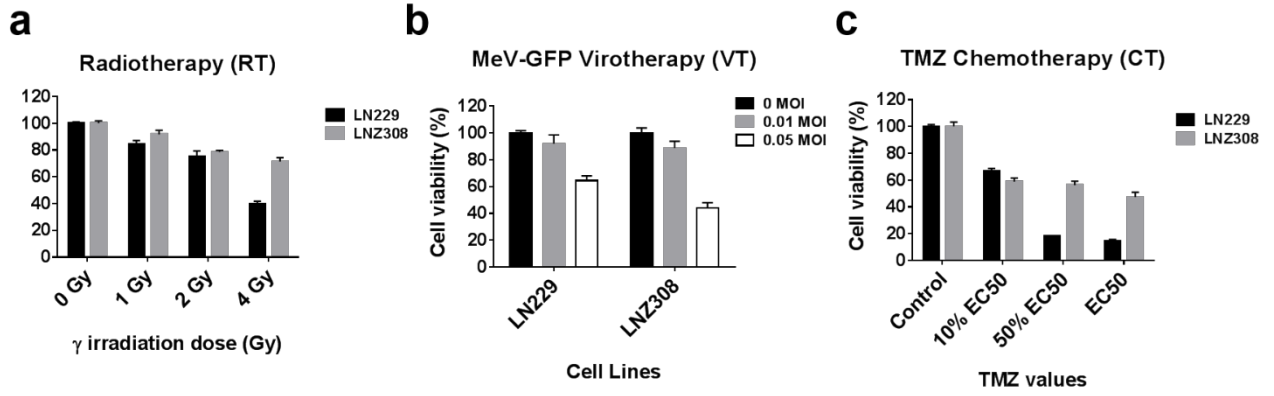 a
Radiotherapy (RT)
120
100
80
60
40
20
0
0 Gy
1 Gy
2 Gy
4 Gy
γ irradiation dose (Gy)
LN229
LNZ308
b
MeV-GFP Virotherapy (VT)
Cell viability (%)
120
100
80
60
40
20
0
LN229
LNZ308
Cell Lines
0 MOI
0.01 MOI
0.05 MOI
c
TMZ Chemotherapy (CT)
Cell viability (%)
120
100
80
60
40
20
0
Control
10% EC50
50% EC50
EC50
TMZ values
LN229
LNZ308